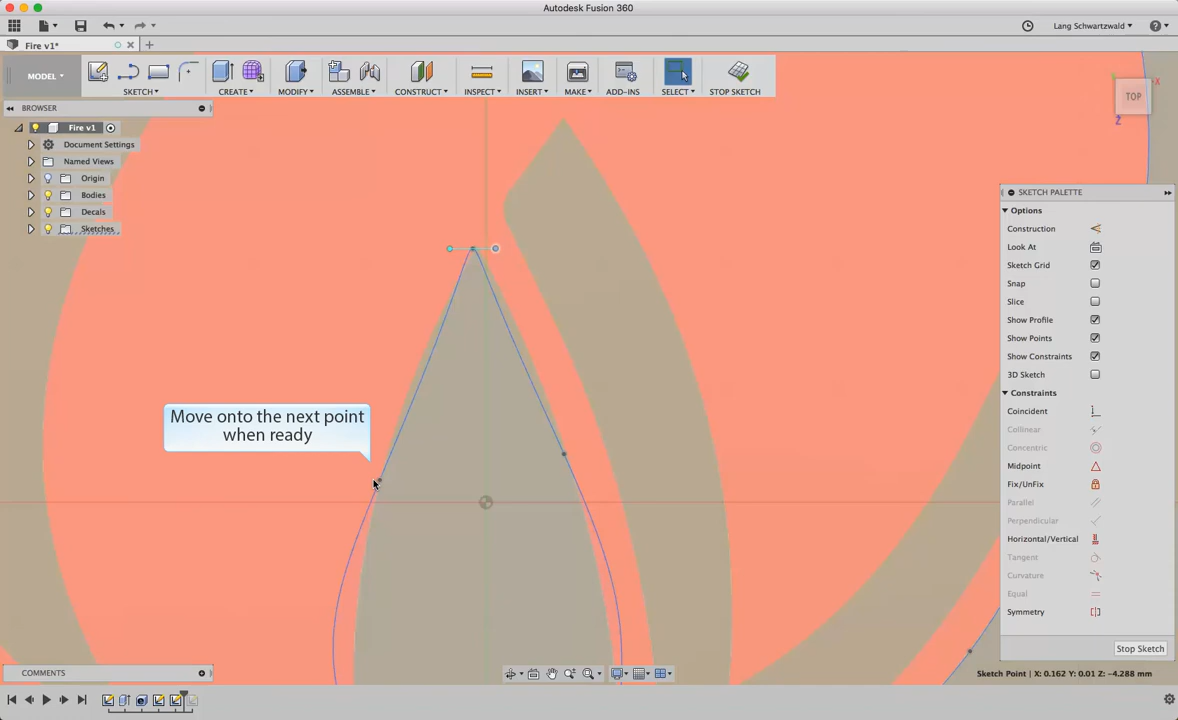 Autodesk Fusion 360
Lang Schwartzwald
Fire v1*
MODEL
SKETCH
CREATE
MODIFY
ASSEMBLE
CONSTRUCT
INSPECT
INSERT
MAKE
ADD-INS
SELECT
STOP SKETCH
TOP
X
Z
BROWSER
Fire v1
Document Settings
Named Views
Origin
Bodies
Decals
Sketches
Move onto the next point
when ready
SKETCH PALETTE
Options
Construction
Look At
Sketch Grid
Snap
Slice
Show Profile
Show Points
Show Constraints
3D Sketch
Constraints
Coincident
Collinear
Concentric
Midpoint
Fix/UnFix
Parallel
Perpendicular
Horizontal/Vertical
Tangent
Curvature
Equal
Symmetry
Stop Sketch
COMMENTS
Sketch Point | X: 0.162 Y: 0.01 Z: -4.288 mm